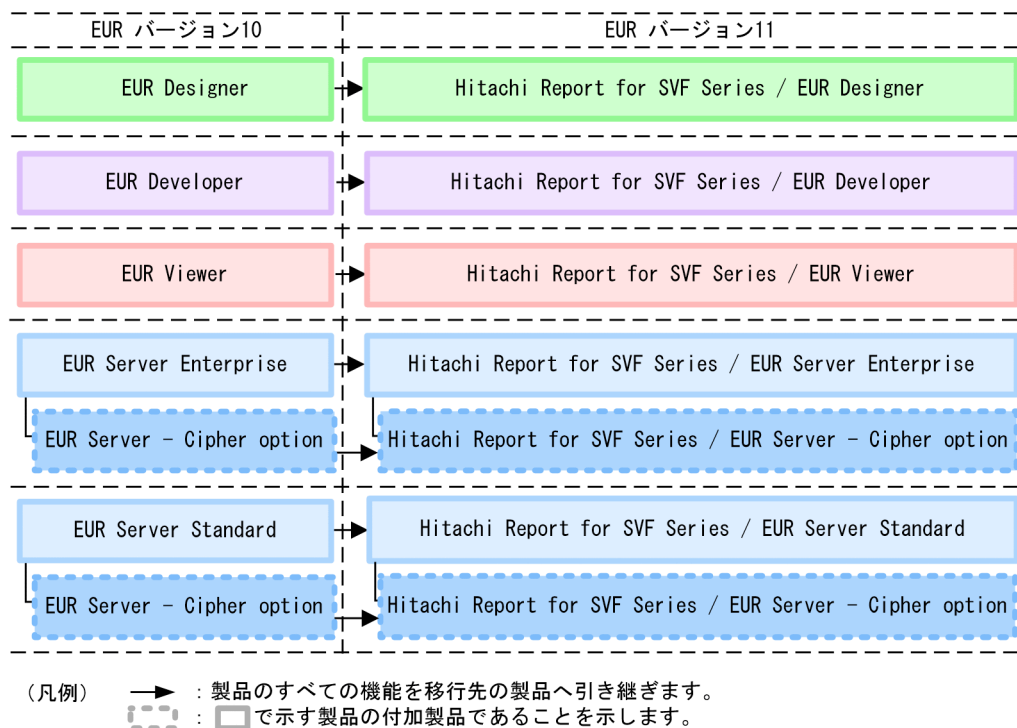 EUR バージョン10 EUR バージョン11
EUR Designer Hitachi Report for SVF Series / EUR Designer
EUR Developer Hitachi Report for SVF Series / EUR Developer
EUR Viewer Hitachi Report for SVF Series / EUR Viewer
EUR Server Enterprise Hitachi Report for SVF Series / EUR Server Enterprise
EUR Server − Cipher option Hitachi Report for SVF Series / EUR Server − Cipher option
EUR Server Standard Hitachi Report for SVF Series / EUR Server Standard
EUR Server − Cipher option Hitachi Report for SVF Series / EUR Server − Cipher option
(凡例) : 製品のすべての機能を移行先の製品へ引き継ぎます。
: で示す製品の付加製品であることを示します。